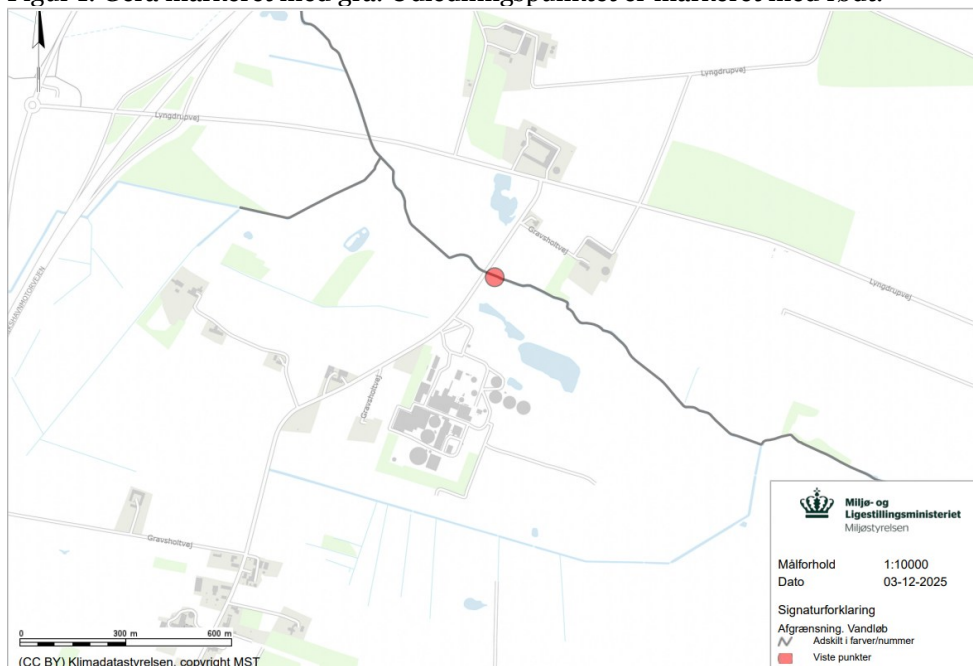 Figur 1. Gerå markeret med grå. Udledningspunktet er markeret med rødt.
Lyngdrupvej
Lyngdrupvej
Gravsholtvej
KSHAVNMOTORVEJEN
Lyngdrupvej
Gravsholtvej
Gravsholtvej
Miljø- og
Ligestillingsministeriet
Miljøstyrelsen
Målforhold 1:10000
Dato 03-12-2025
Signaturforklaring
Afgrænsning, Vandløb
Adskilt i farver/nummer
Viste punkter
0 300 m 600 m
(CC BY) Klimadatastyrelsen, copyright MST